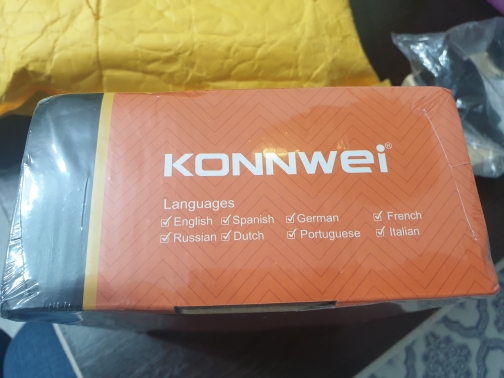 KONNWEI®
Languages
☑ English ☑ Spanish ☑ German ☑ French
☑ Russian ☑ Dutch ☑ Portuguese ☑ Italian